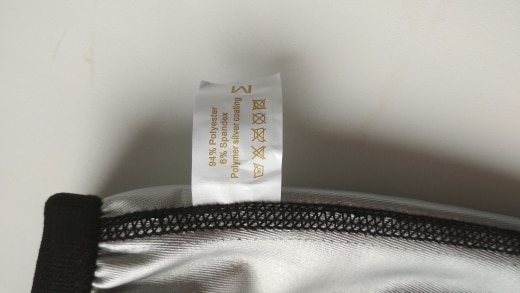 94% Polyester
6% Spandex
Polymer silver coating